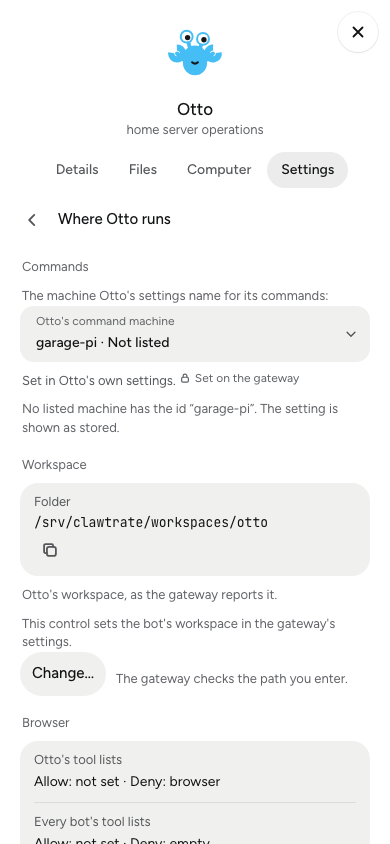 Otto
home server operations
Details
Files
Computer
Settings
Where Otto runs
Commands
The machine Otto's settings name for its commands:
Otto's command machine
garage-pi · Not listed
Set in Otto's own settings. Set on the gateway
No listed machine has the id “garage-pi”. The setting is
shown as stored.
Workspace
Folder
/srv/clawtrate/workspaces/otto
Otto's workspace, as the gateway reports it.
This control sets the bot's workspace in the gateway's
settings.
Change...
The gateway checks the path you enter.
Browser
Otto's tool lists
Allow: not set · Deny: browser
Every bot's tool lists
Allow: not set · Deny: empty